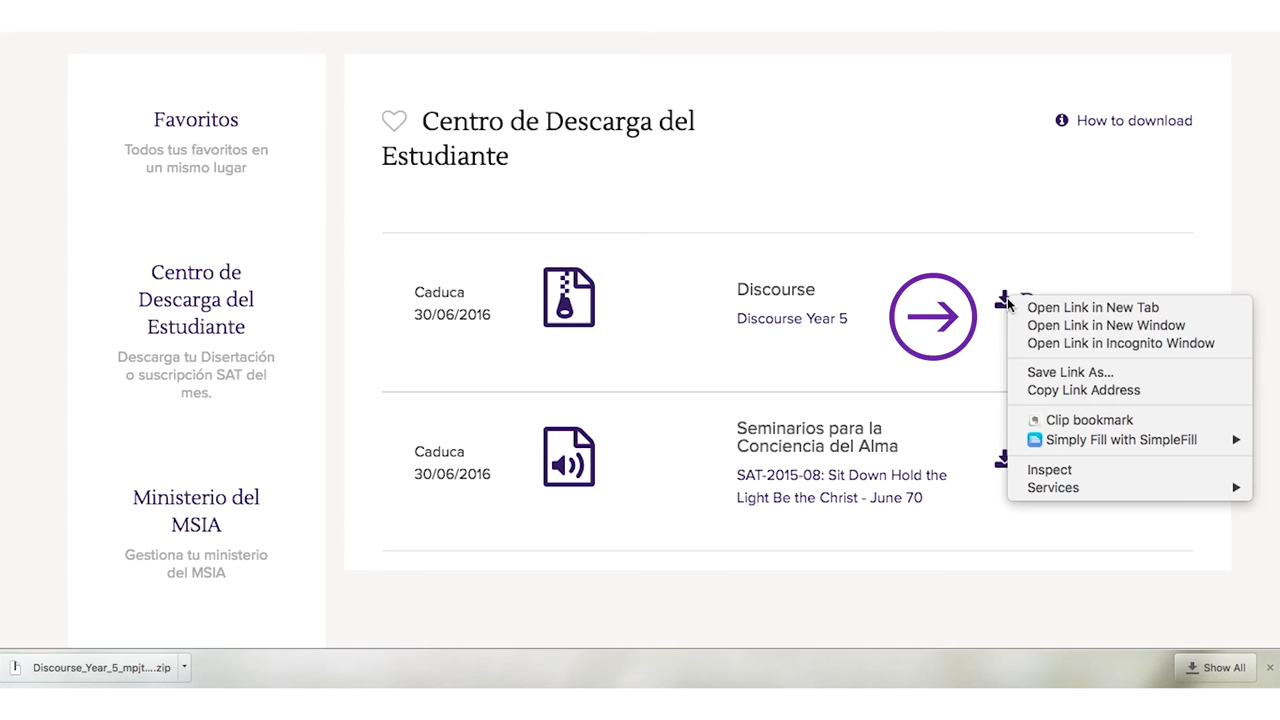 Favoritos
Todos tus favoritos en
un mismo lugar
Centro de
Descarga del
Estudiante
Descarga tu Disertación
o suscripción SAT del
mes.
Ministerio del
MSIA
Gestiona tu ministerio
del MSIA
Centro de Descarga del
Estudiante
How to download
Caduca
30/06/2016
Discourse
Discourse Year 5
Caduca
30/06/2016
Seminarios para la
Conciencia del Alma
SAT-2015-08: Sit Down Hold the
Light Be the Christ - June 70
Open Link in New Tab
Open Link in New Window
Open Link in Incognito Window
Save Link As...
Copy Link Address
Clip bookmark
Simply Fill with SimpleFill
Inspect
Services
Discourse_Year_5_mpjt....zip
Show All